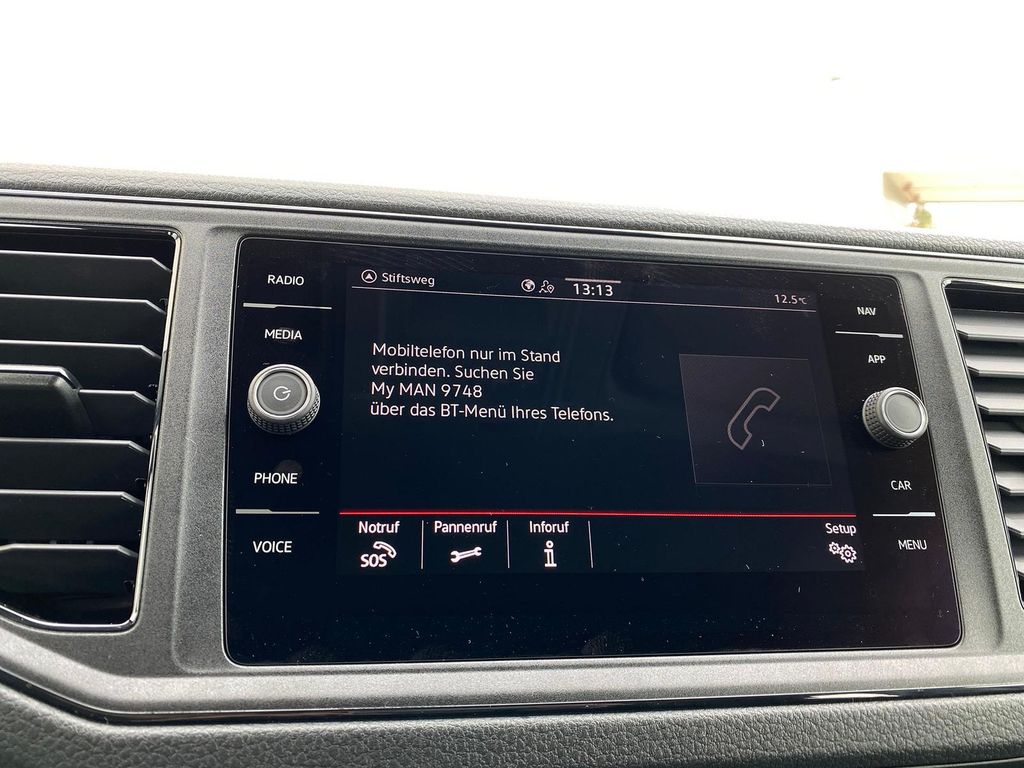 RADIO
MEDIA
PHONE
VOICE
Stiftsweg
13:13
12.5°C
Mobiltelefon nur im Stand
verbinden. Suchen Sie
My MAN 9748
über das BT-Menü Ihres Telefons.
Notruf
SOS
Pannenruf
Inforuf
i
Setup
NAV
APP
CAR
MENU